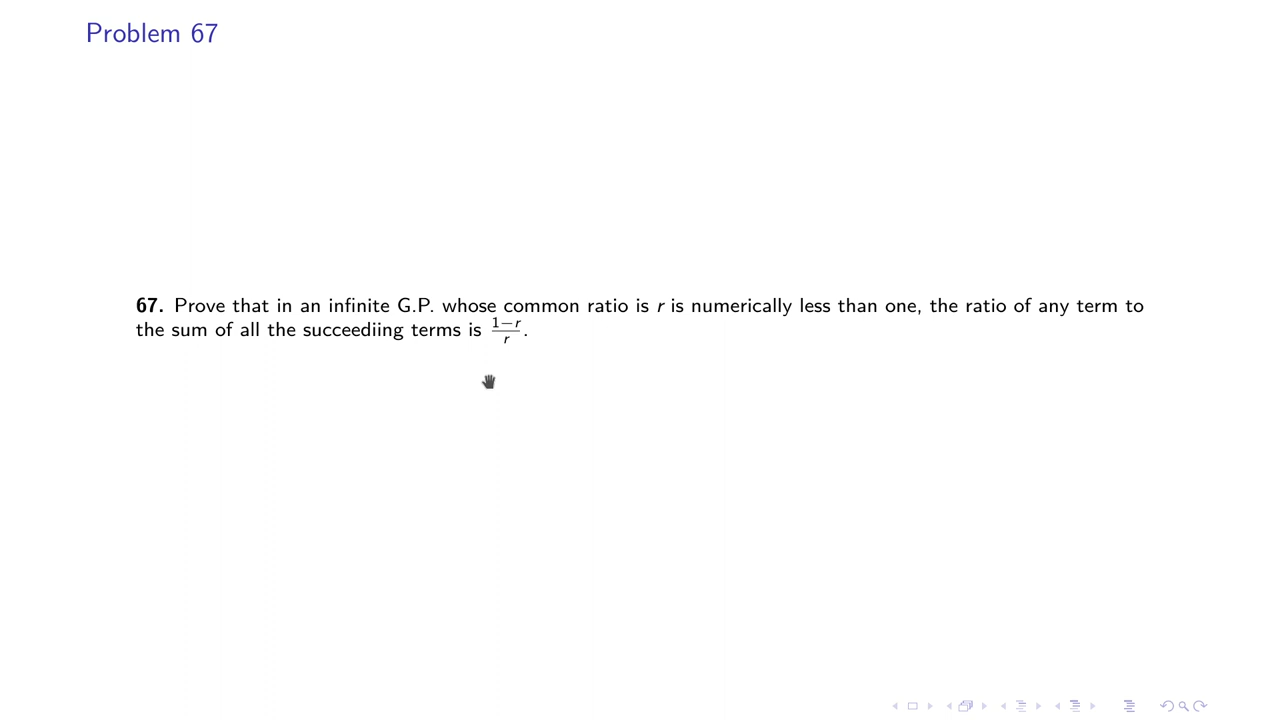 Problem 67
67. Prove that in an infinite G.P. whose common ratio is r is numerically less than one, the ratio of any term to
the sum of all the succeediing terms is \frac{1-r}{r}.